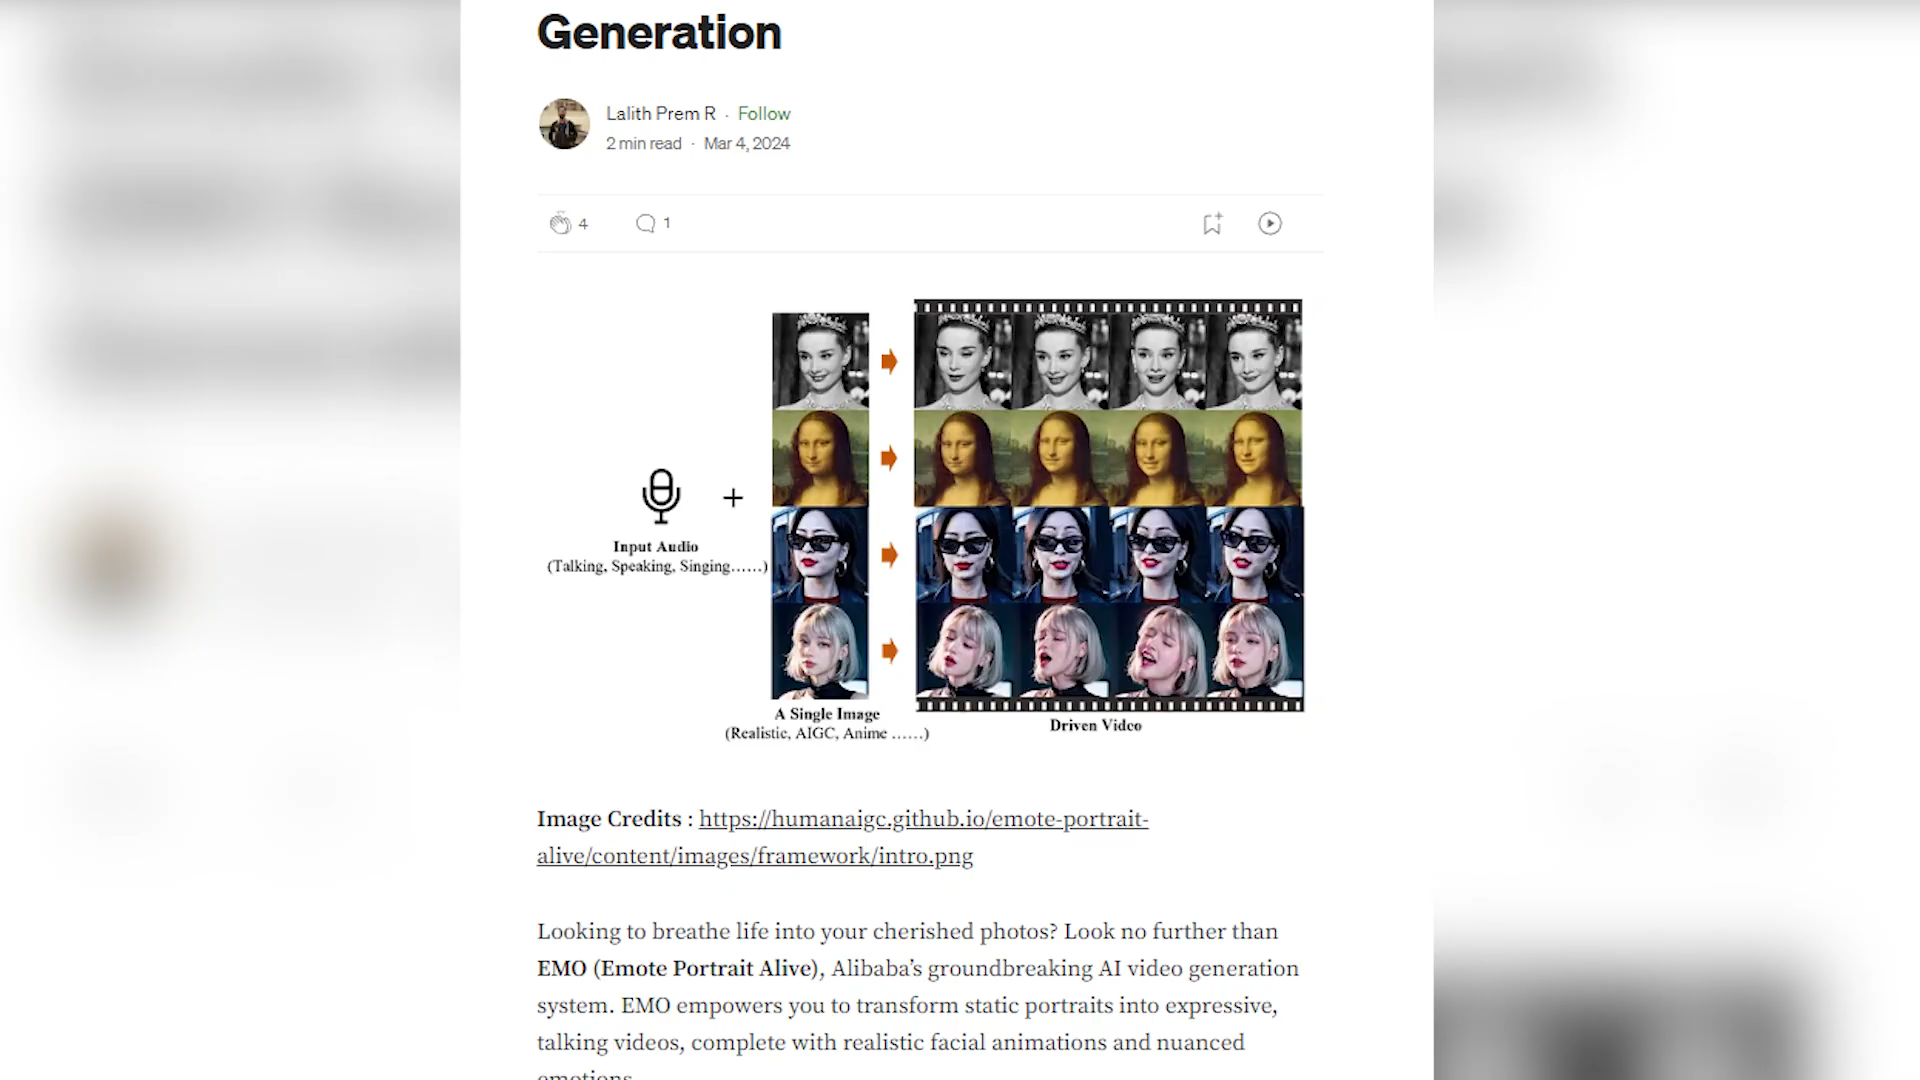 Generation
Lalith Prem R · Follow
2 min read · Mar 4, 2024
4 1
Input Audio
(Talking, Speaking, Singing......)
+
A Single Image
(Realistic, AIGC, Anime ......)
Driven Video
Image Credits : https://humanaigc.github.io/emote-portrait-
alive/content/images/framework/intro.png
Looking to breathe life into your cherished photos? Look no further than
EMO (Emote Portrait Alive), Alibaba’s groundbreaking AI video generation
system. EMO empowers you to transform static portraits into expressive,
talking videos, complete with realistic facial animations and nuanced
emotions.